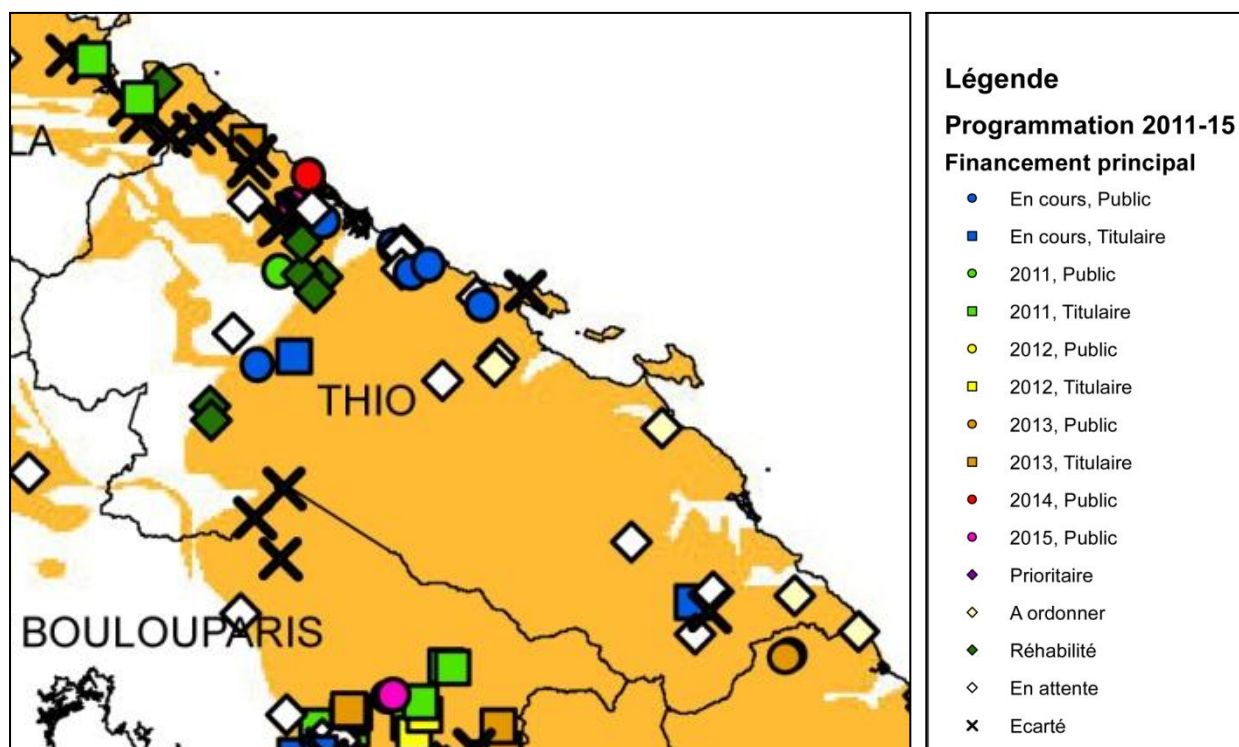 LA
THIO
BOULOUPARIS
Légende
Programmation 2011-15
Financement principal
En cours, Public
En cours, Titulaire
2011, Public
2011, Titulaire
2012, Public
2012, Titulaire
2013, Public
2013, Titulaire
2014, Public
2015, Public
Prioritaire
A ordonner
Réhabilité
En attente
Ecarté